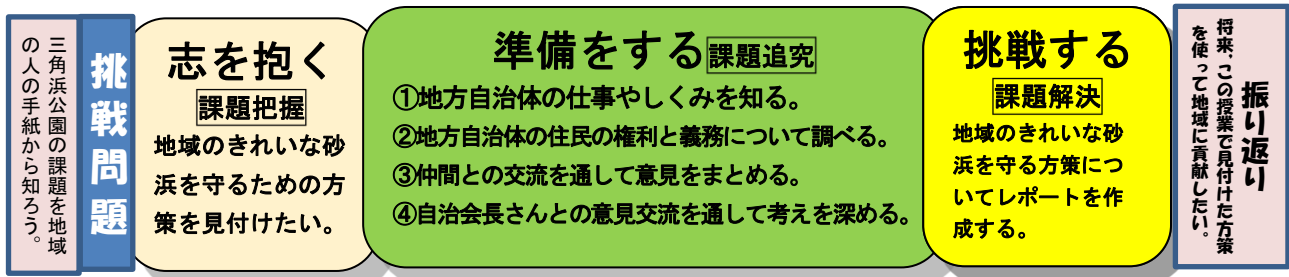 三角浜公園の課題を地域
の人の手紙から知ろう。
挑戦問題
志を抱く
課題把握
地域のきれいな砂
浜を守るための方
策を見付けたい。
準備をする課題追究
①地方自治体の仕事やしくみを知る。
②地方自治体の住民の権利と義務について調べる。
③仲間との交流を通して意見をまとめる。
④自治会長さんとの意見交流を通して考えを深める。
挑戦する
課題解決
地域のきれいな砂
浜を守る方策につ
いてレポートを作
成する。
振り返り
将来、この授業で見付けた方策
を使って地域に貢献したい。